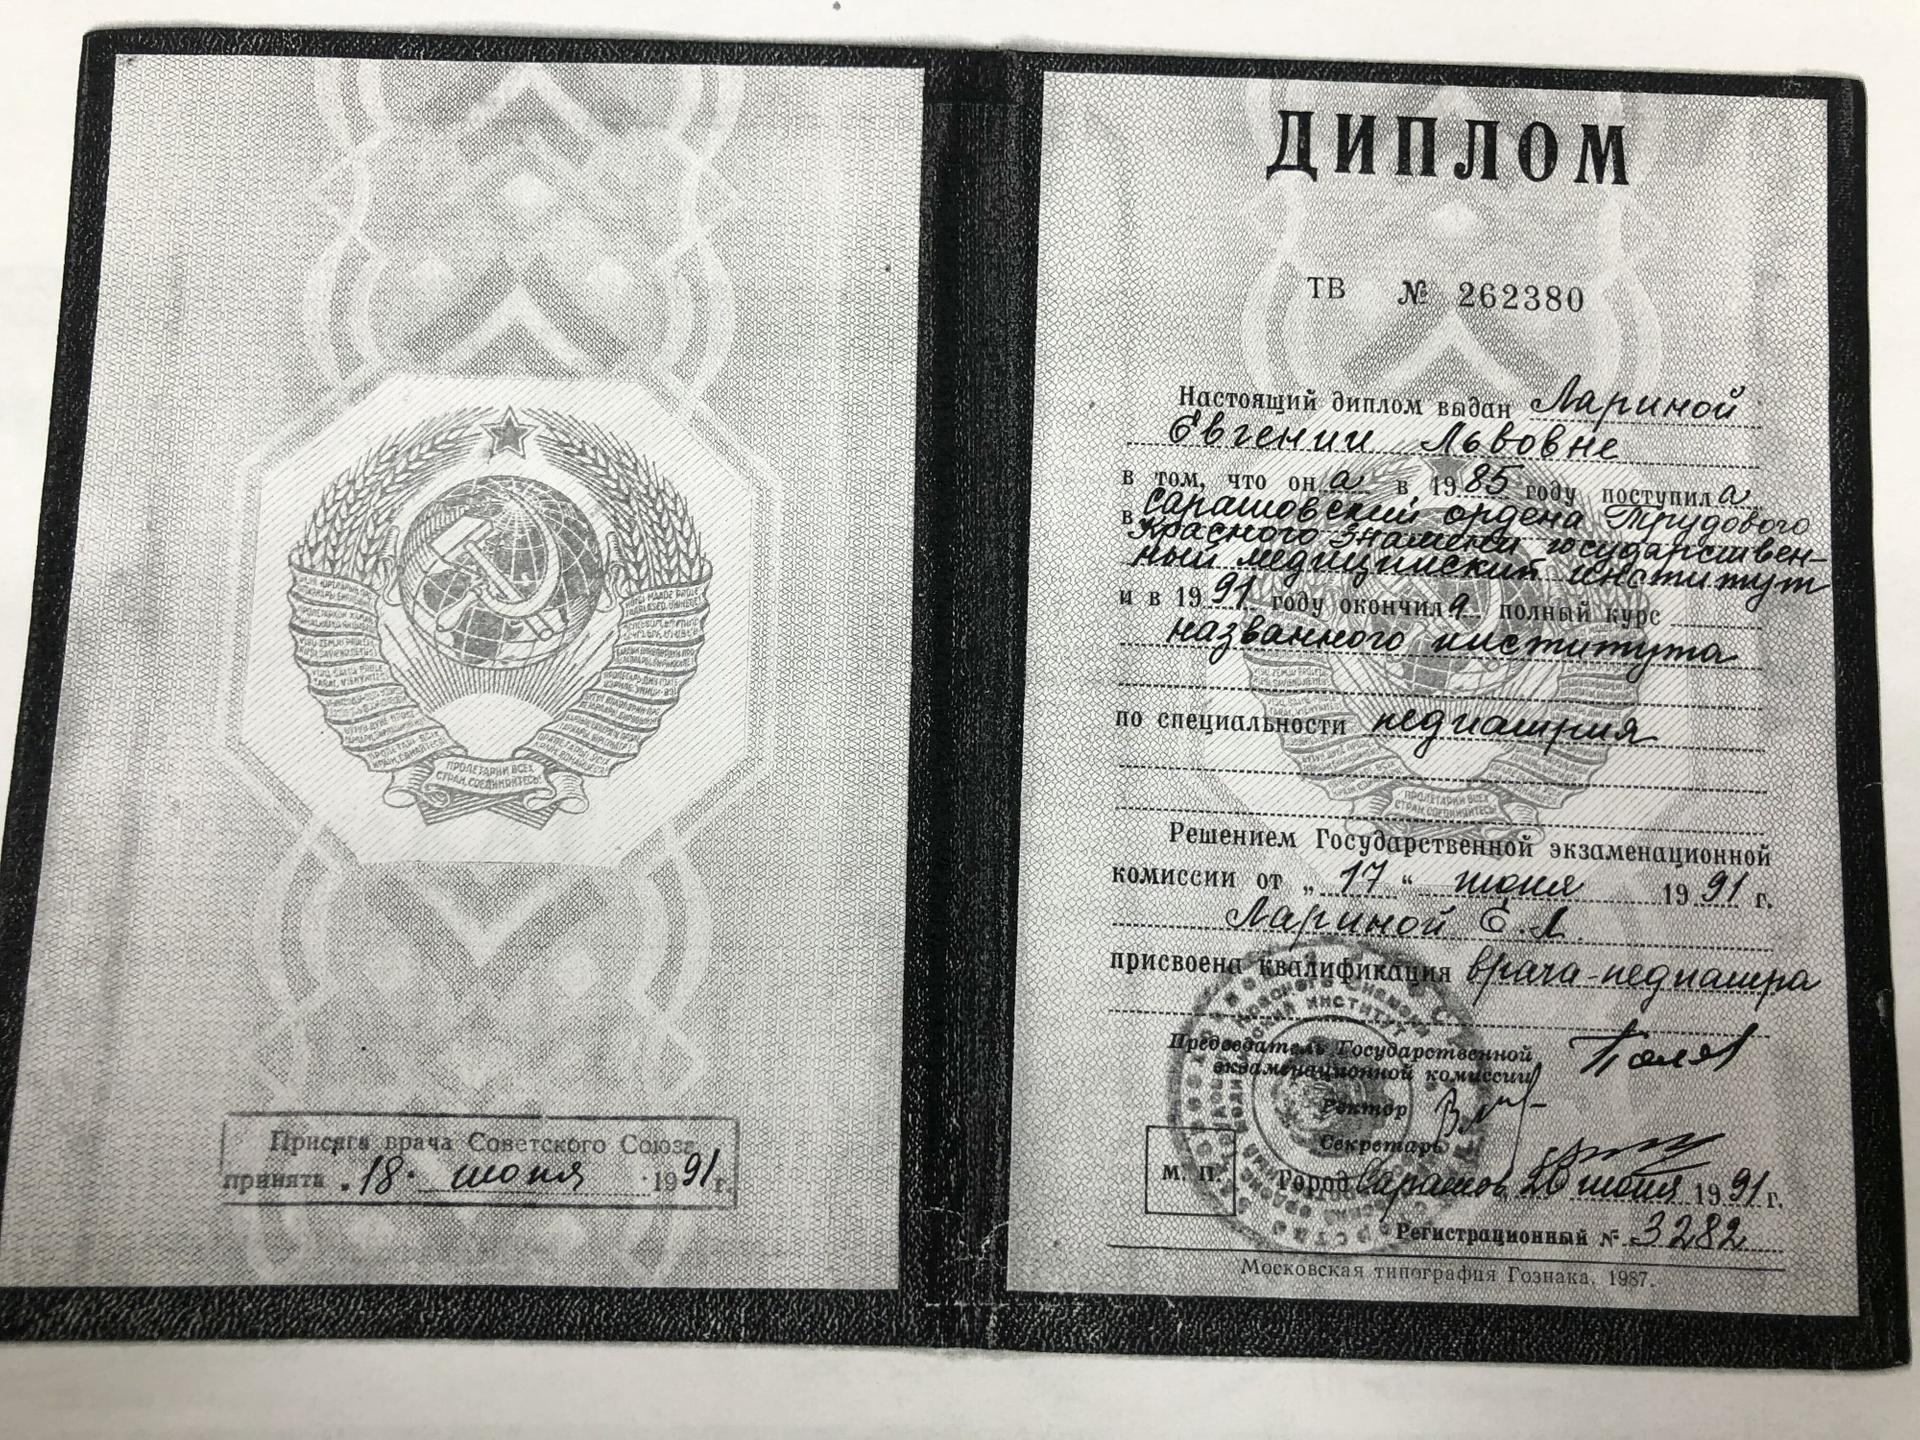 ПРОЛЕТАРИИ ВСЕХ
СТРАН, СОЕДИНЯЙТЕСЬ!
Присяга врача Советского Союза
принята „18“ июня 1991 г.
ДИПЛОМ
ТВ № 262380
Настоящий диплом выдан Лариной
Евгении Львовне
в том, что он а в 1985 году поступил а
в Саратовский ордена Трудового
Красного Знамени государствен-
ный медицинский институт
и в 1991 году окончил а полный курс
названного института
по специальности педиатрия
Решением Государственной экзаменационной
комиссии от „17“ июня 1991 г.
Лариной Е. Л.
присвоена квалификация врача-педиатра
Председатель Государственной
экзаменационной комиссии
Ректор
Секретарь
М. П.
Город Саратов 20 июня 1991 г.
Регистрационный № 3282
Московская типография Гознака. 1987.